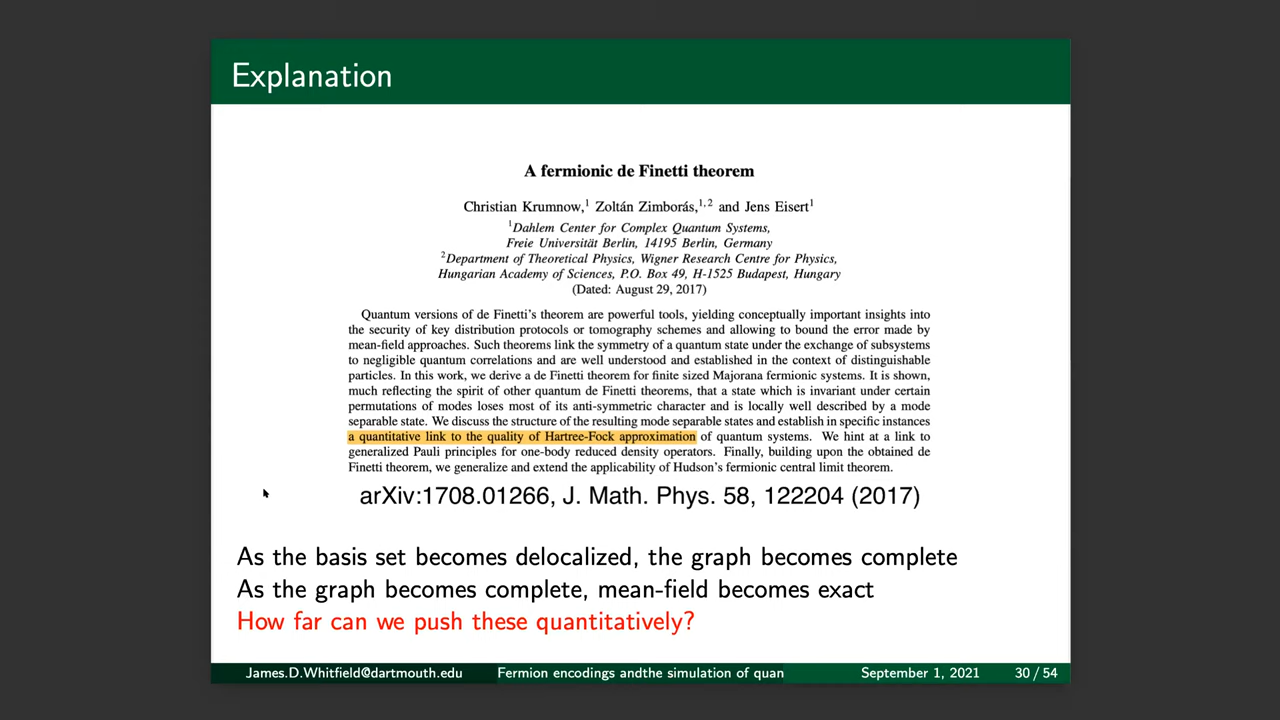 Explanation
A fermionic de Finetti theorem
Christian Krumnow,¹ Zoltán Zimborás,¹,² and Jens Eisert¹
¹Dahlem Center for Complex Quantum Systems,
Freie Universität Berlin, 14195 Berlin, Germany
²Department of Theoretical Physics, Wigner Research Centre for Physics,
Hungarian Academy of Sciences, P.O. Box 49, H-1525 Budapest, Hungary
(Dated: August 29, 2017)
Quantum versions of de Finetti's theorem are powerful tools, yielding conceptually important insights into
the security of key distribution protocols or tomography schemes and allowing to bound the error made by
mean-field approaches. Such theorems link the symmetry of a quantum state under the exchange of subsystems
to negligible quantum correlations and are well understood and established in the context of distinguishable
particles. In this work, we derive a de Finetti theorem for finite sized Majorana fermionic systems. It is shown,
much reflecting the spirit of other quantum de Finetti theorems, that a state which is invariant under certain
permutations of modes loses most of its anti-symmetric character and is locally well described by a mode
separable state. We discuss the structure of the resulting mode separable states and establish in specific instances
a quantitative link to the quality of Hartree-Fock approximation of quantum systems. We hint at a link to
generalized Pauli principles for one-body reduced density operators. Finally, building upon the obtained de
Finetti theorem, we generalize and extend the applicability of Hudson's fermionic central limit theorem.
arXiv:1708.01266, J. Math. Phys. 58, 122204 (2017)
As the basis set becomes delocalized, the graph becomes complete
As the graph becomes complete, mean-field becomes exact
How far can we push these quantitatively?
James.D.Whitfield@dartmouth.edu Fermion encodings andthe simulation of quan September 1, 2021 30 / 54